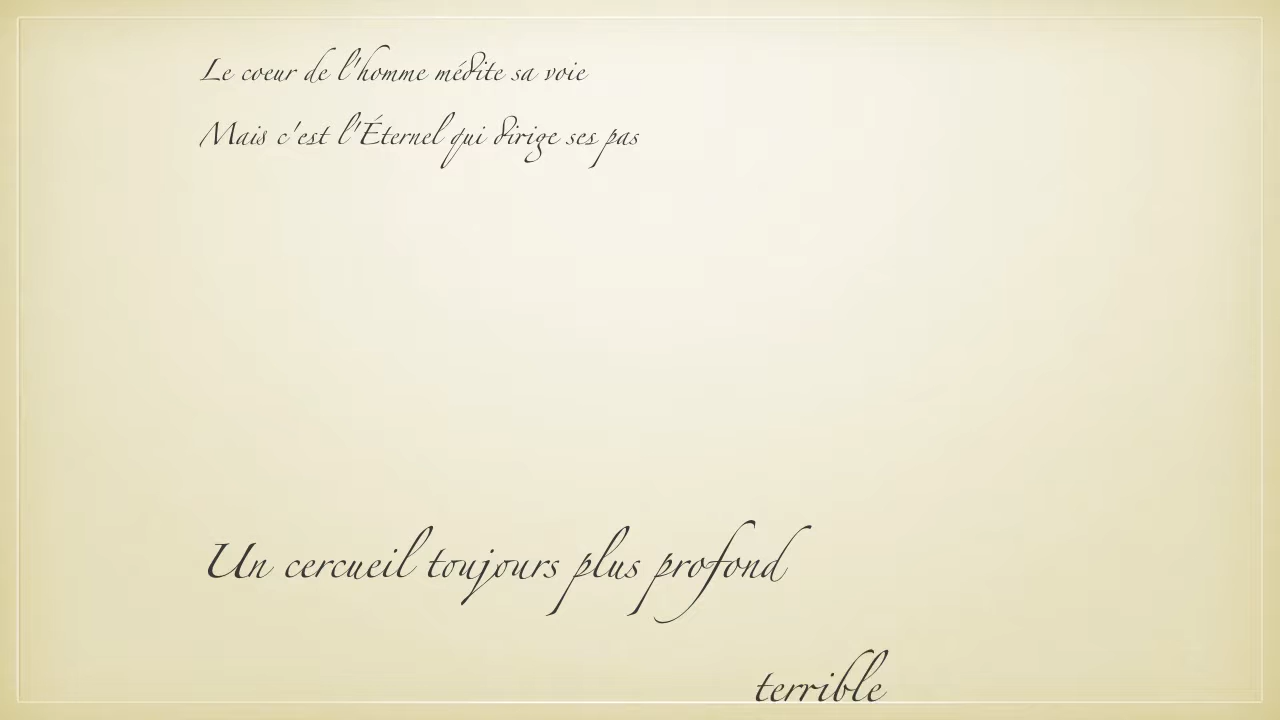 Le coeur de l'homme médite sa voie
Mais c'est l'Éternel qui dirige ses pas
Un cercueil toujours plus profond
terrible